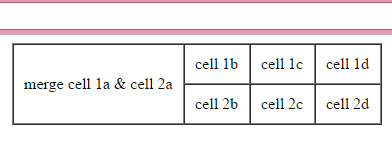 cell 1b cell 1c cell 1d
merge cell 1a & cell 2a
cell 2b cell 2c cell 2d